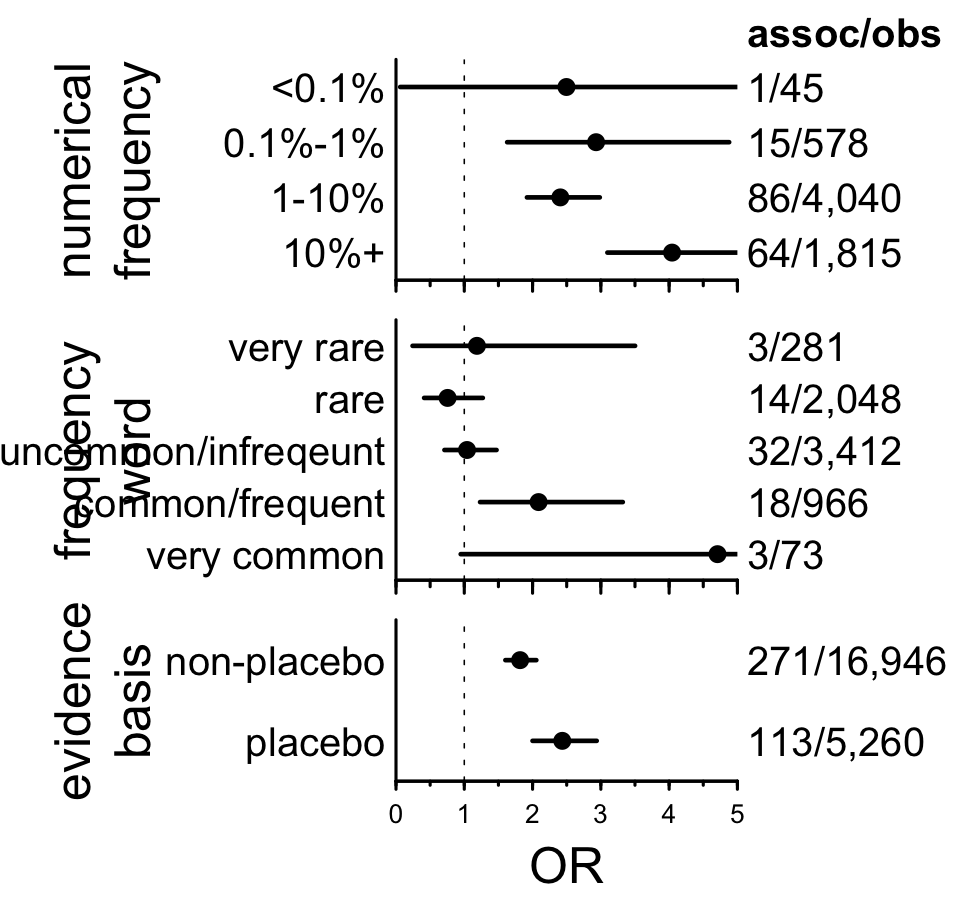 assoc/obs
numerical
frequency
<0.1% 1/45
0.1%-1% 15/578
1-10% 86/4,040
10%+ 64/1,815
frequency
word
very rare 3/281
rare 14/2,048
uncommon/infreqeunt 32/3,412
common/frequent 18/966
very common 3/73
evidence
basis
non-placebo 271/16,946
placebo 113/5,260
0 1 2 3 4 5
OR